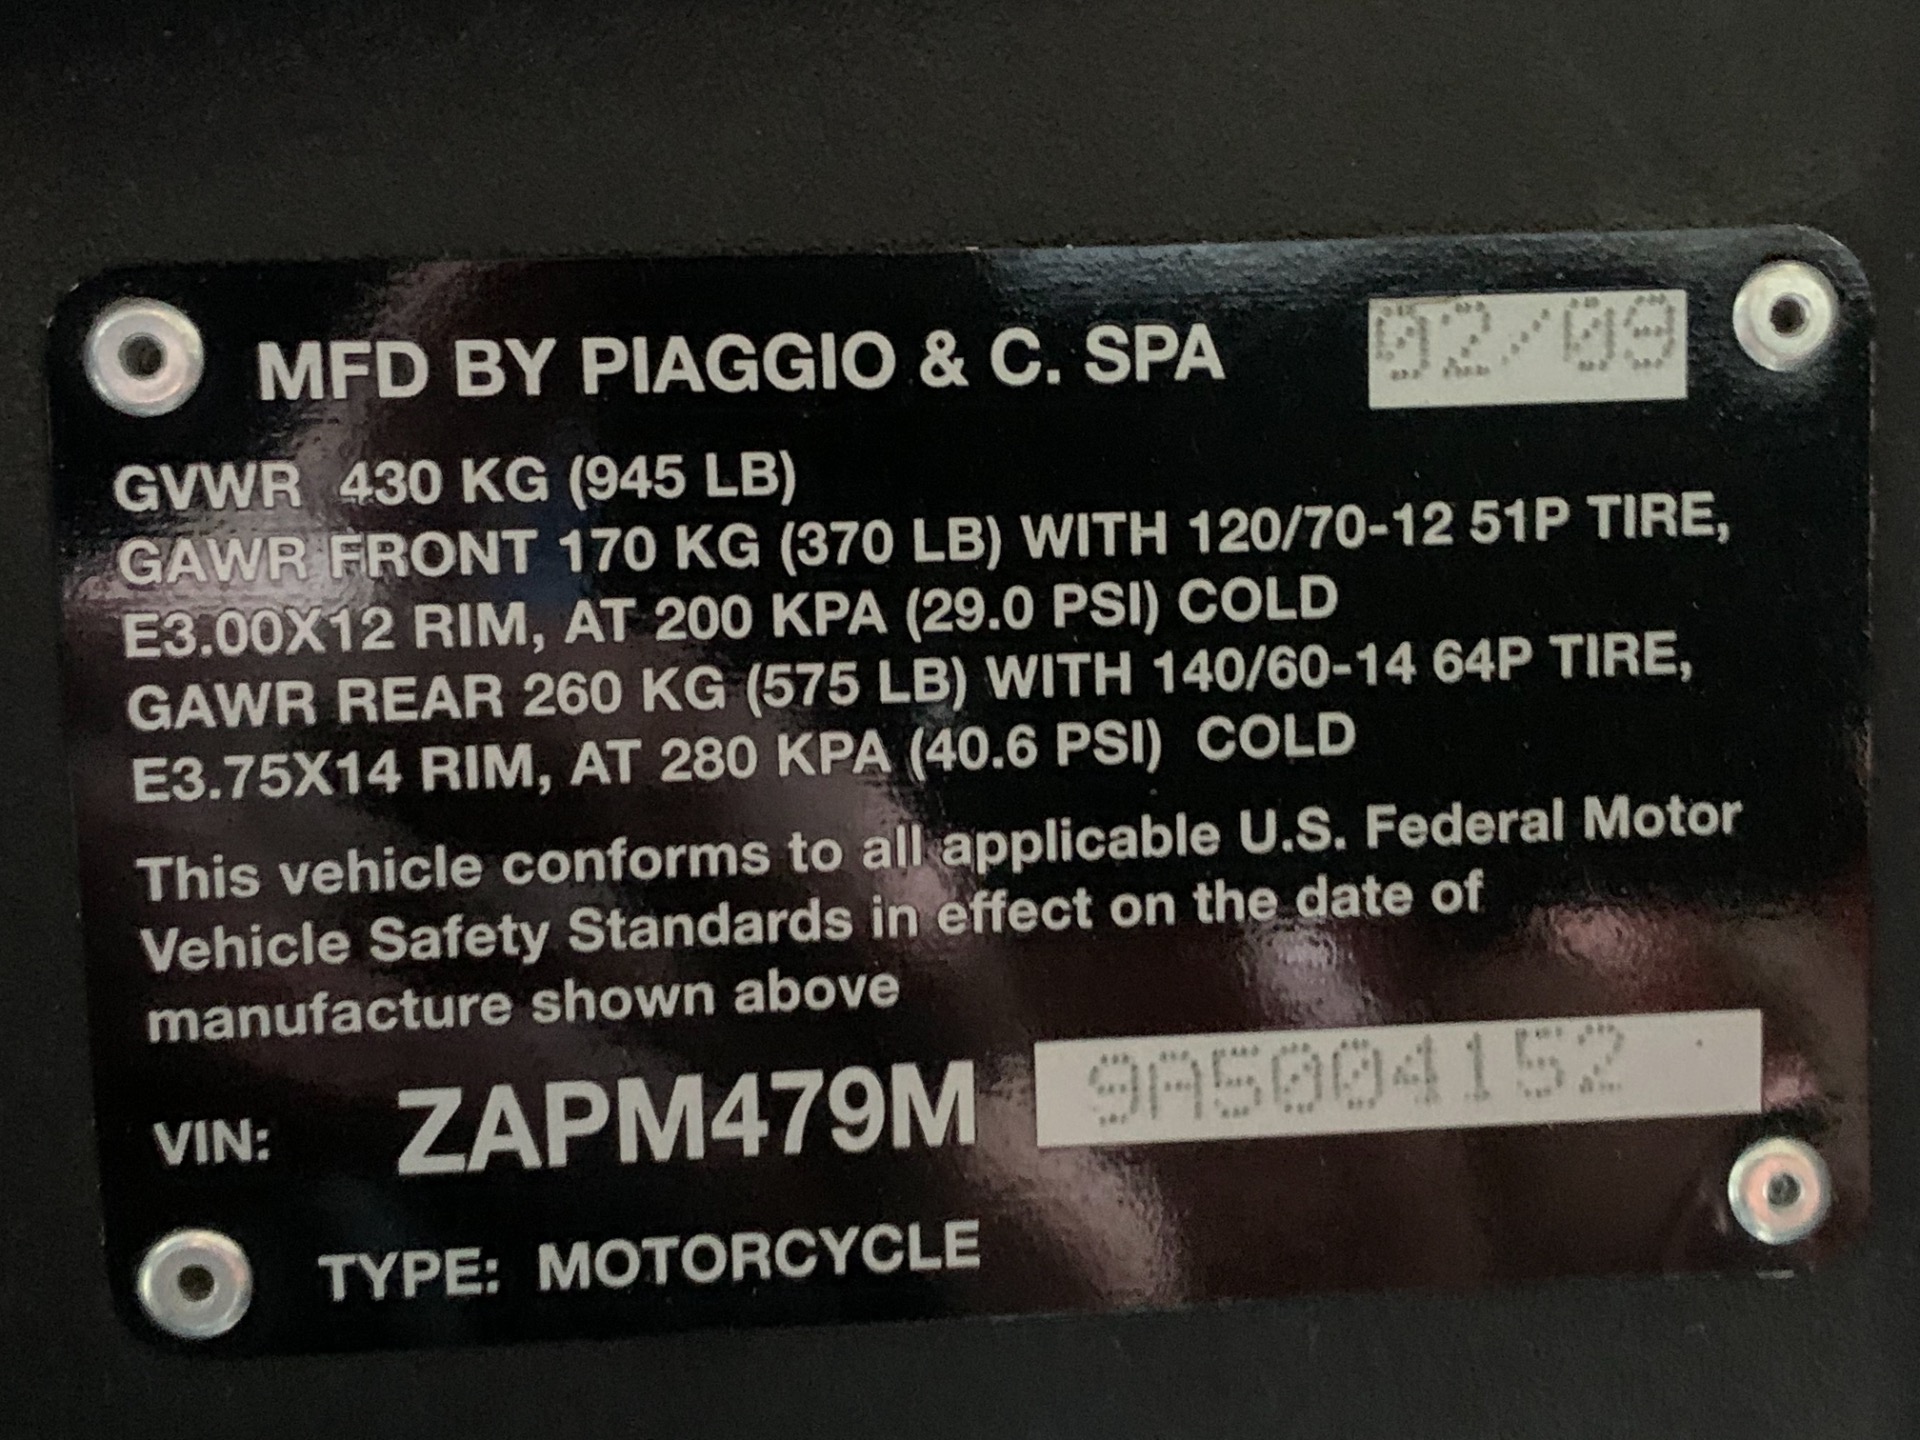 MFD BY PIAGGIO & C. SPA 02/09
GVWR 430 KG (945 LB)
GAWR FRONT 170 KG (370 LB) WITH 120/70-12 51P TIRE,
E3.00X12 RIM, AT 200 KPA (29.0 PSI) COLD
GAWR REAR 260 KG (575 LB) WITH 140/60-14 64P TIRE,
E3.75X14 RIM, AT 280 KPA (40.6 PSI) COLD
This vehicle conforms to all applicable U.S. Federal Motor
Vehicle Safety Standards in effect on the date of
manufacture shown above
VIN: ZAPM479M 9A5004152
TYPE: MOTORCYCLE